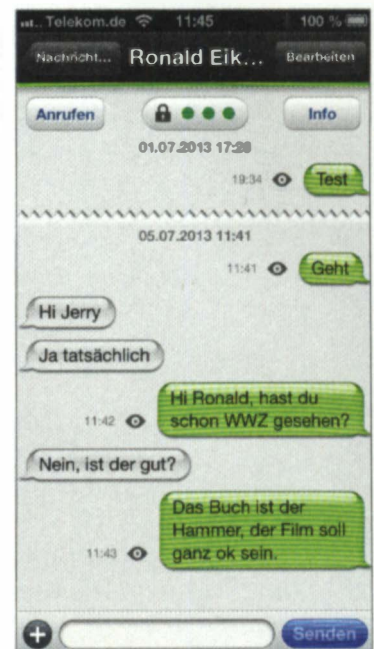 Telekom.de 11:45 100 %
Nachricht... Ronald Eik... Bearbeiten
Anrufen Info
01.07.2013 17:28
19:34 Test
05.07.2013 11:41
11:41 Geht
Hi Jerry
Ja tatsächlich
Hi Ronald, hast du
11:42 schon WWZ gesehen?
Nein, ist der gut?
Das Buch ist der
Hammer, der Film soll
11:43 ganz ok sein.
Senden